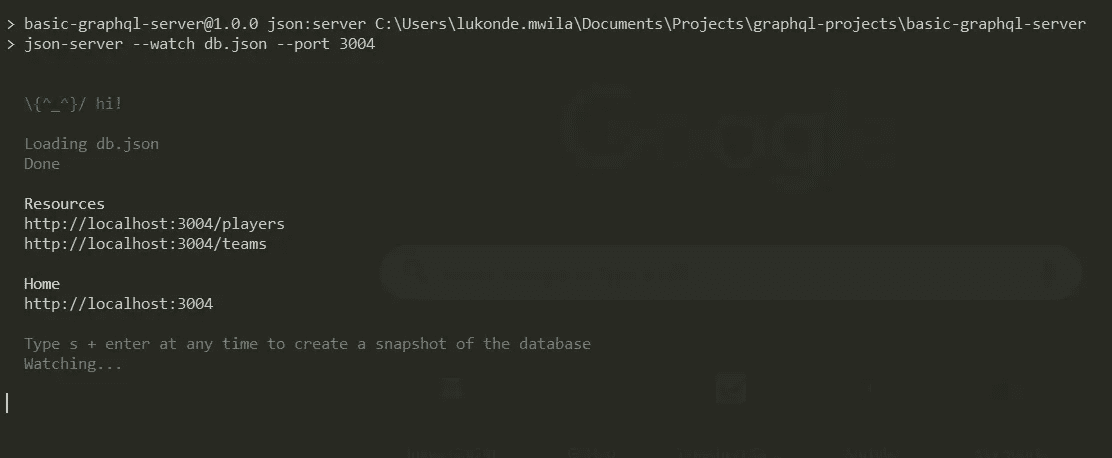 > basic-graphql-server@1.0.0 json:server C:\Users\lukonde.mwila\Documents\Projects\graphql-projects\basic-graphql-server
> json-server --watch db.json --port 3004
\{^_^}/ hi!
Loading db.json
Done
Resources
http://localhost:3004/players
http://localhost:3004/teams
Home
http://localhost:3004
Type s + enter at any time to create a snapshot of the database
Watching...
Google